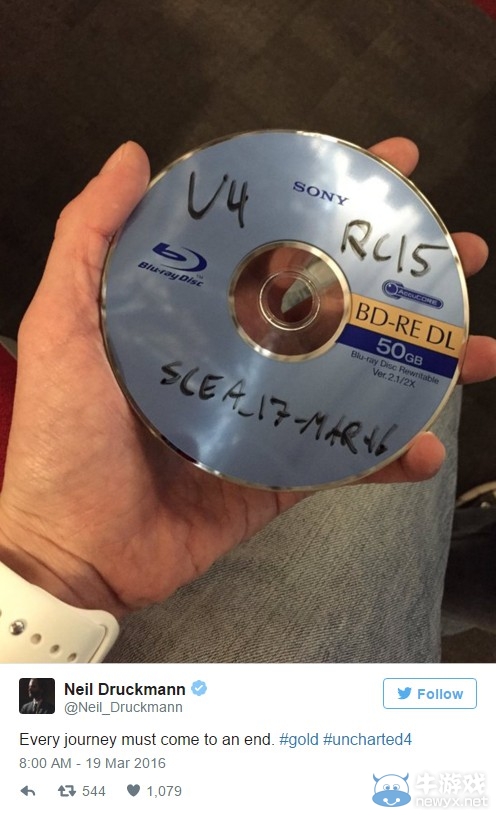 U4
SONY
RC15
AccuCORE
Blu-ray Disc
BD-RE DL
50GB
Blu-ray Disc Rewritable
Ver.2.1/2X
SCEA_17-MAR-16
Neil Druckmann
@Neil_Druckmann
Follow
Every journey must come to an end. #gold #uncharted4
8:00 AM - 19 Mar 2016
544 1,079
牛游戏
newyx.net